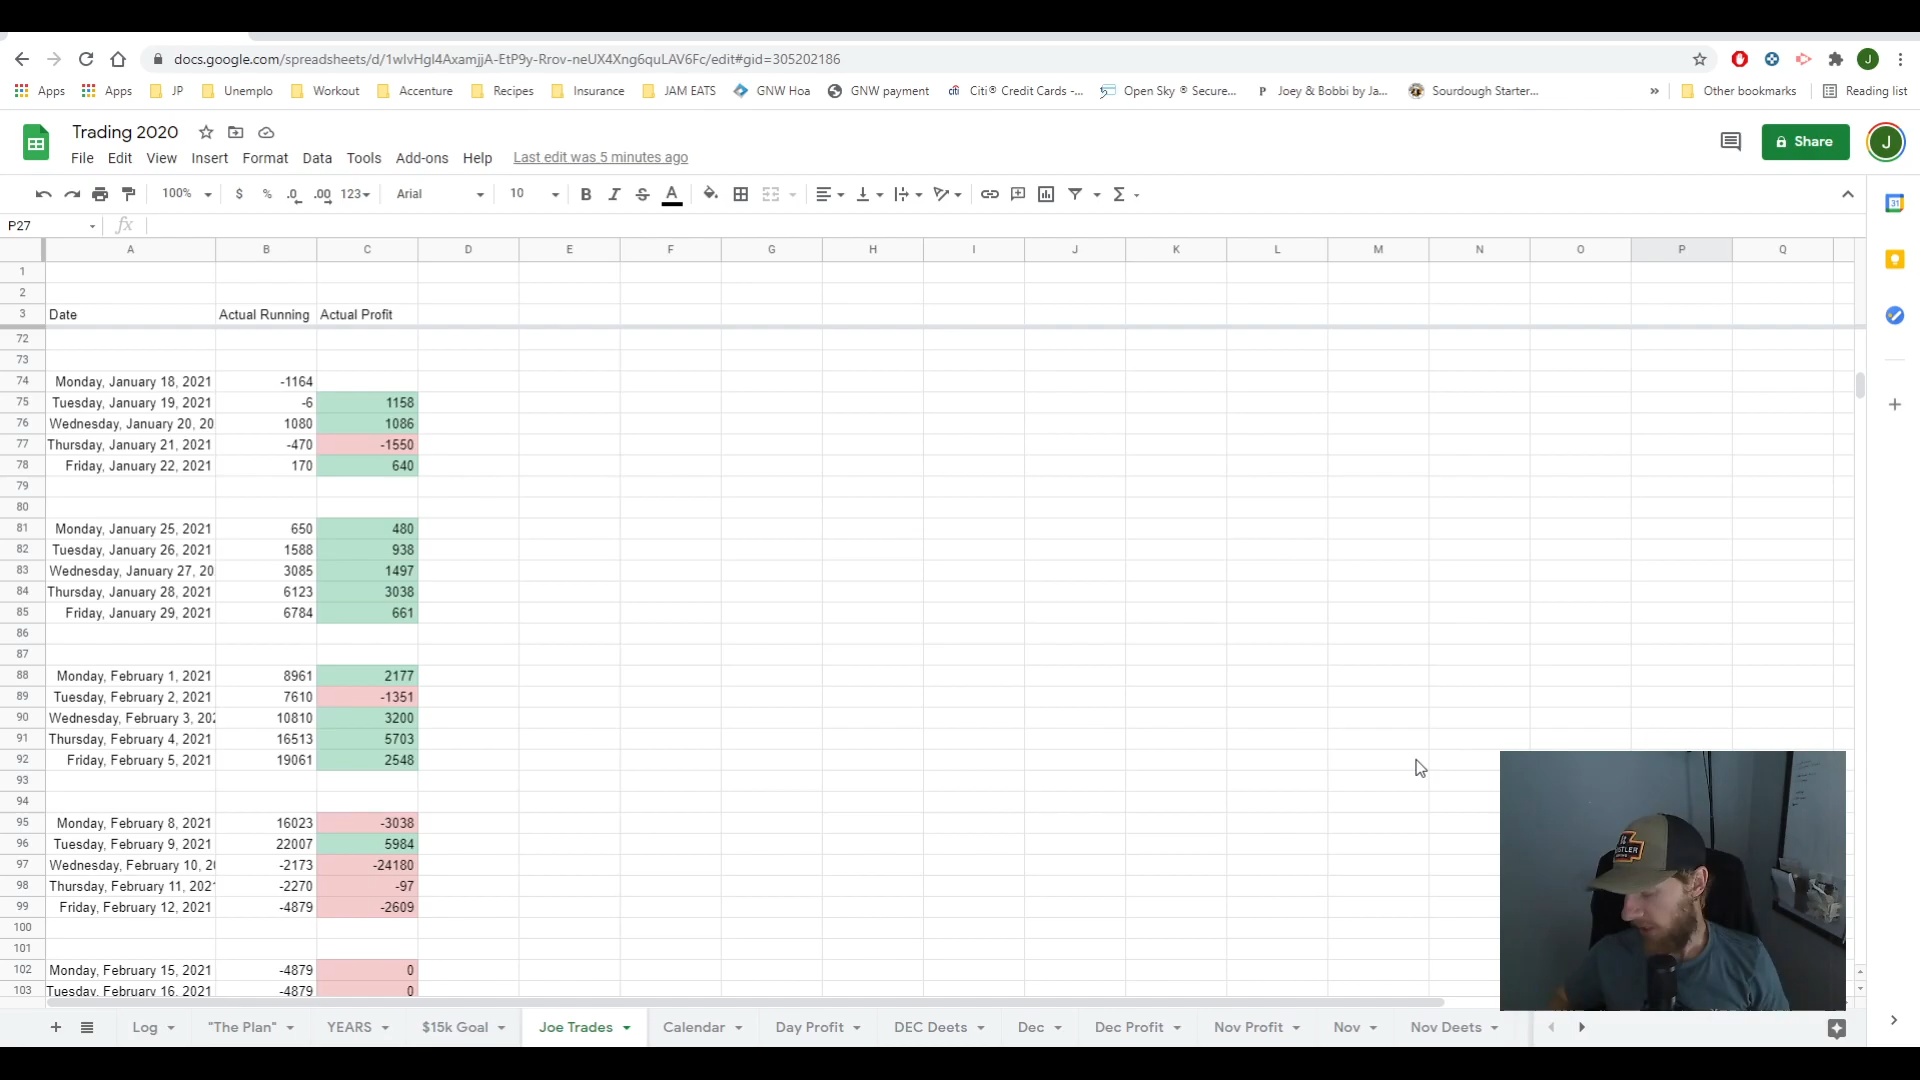 docs.google.com/spreadsheets/d/1wlvHgl4AxamjjA-EtP9y-Rrov-neUX4Xng6quLAV6Fc/edit#gid=305202186
J
Apps Apps JP Unemplo Workout Accenture Recipes Insurance JAM EATS GNW Hoa GNW payment citi Citi® Credit Cards -... Open Sky ® Secure... P Joey & Bobbi by Ja... Sourdough Starter... » Other bookmarks Reading list
Trading 2020
Share J
File Edit View Insert Format Data Tools Add-ons Help Last edit was 5 minutes ago
100% $ % .0 .00 123 Arial 10 B I S A Σ
31
P27 fx
A B C D E F G H I J K L M N O P Q
1
2
3 Date Actual Running Actual Profit
72
73
74 Monday, January 18, 2021 -1164
75 Tuesday, January 19, 2021 -6 1158
76 Wednesday, January 20, 20 1080 1086
77 Thursday, January 21, 2021 -470 -1550
78 Friday, January 22, 2021 170 640
79
80
81 Monday, January 25, 2021 650 480
82 Tuesday, January 26, 2021 1588 938
83 Wednesday, January 27, 20 3085 1497
84 Thursday, January 28, 2021 6123 3038
85 Friday, January 29, 2021 6784 661
86
87
88 Monday, February 1, 2021 8961 2177
89 Tuesday, February 2, 2021 7610 -1351
90 Wednesday, February 3, 202 10810 3200
91 Thursday, February 4, 2021 16513 5703
92 Friday, February 5, 2021 19061 2548
93
94
95 Monday, February 8, 2021 16023 -3038
96 Tuesday, February 9, 2021 22007 5984
97 Wednesday, February 10, 20 -2173 -24180
98 Thursday, February 11, 2021 -2270 -97
99 Friday, February 12, 2021 -4879 -2609
100
101
102 Monday, February 15, 2021 -4879 0
103 Tuesday, February 16, 2021 -4879 0
Log "The Plan" YEARS $15k Goal Joe Trades Calendar Day Profit DEC Deets Dec Dec Profit Nov Profit Nov Nov Deets